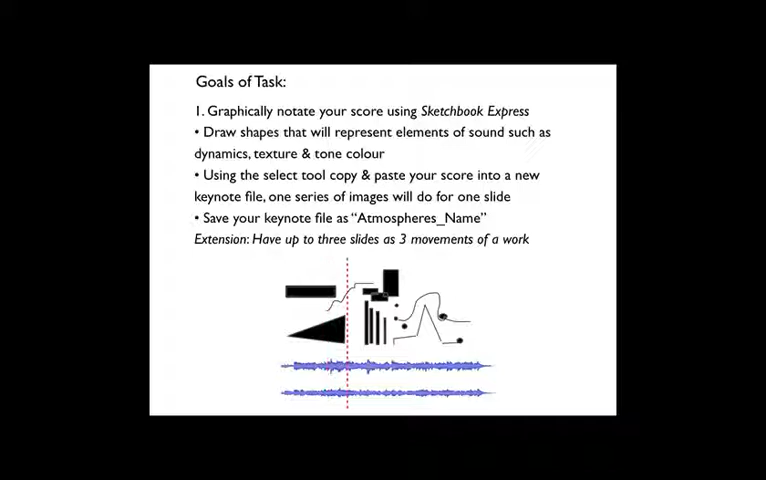 Goals of Task:
1. Graphically notate your score using Sketchbook Express
• Draw shapes that will represent elements of sound such as
dynamics, texture & tone colour
• Using the select tool copy & paste your score into a new
keynote file, one series of images will do for one slide
• Save your keynote file as “Atmospheres_Name”
Extension: Have up to three slides as 3 movements of a work